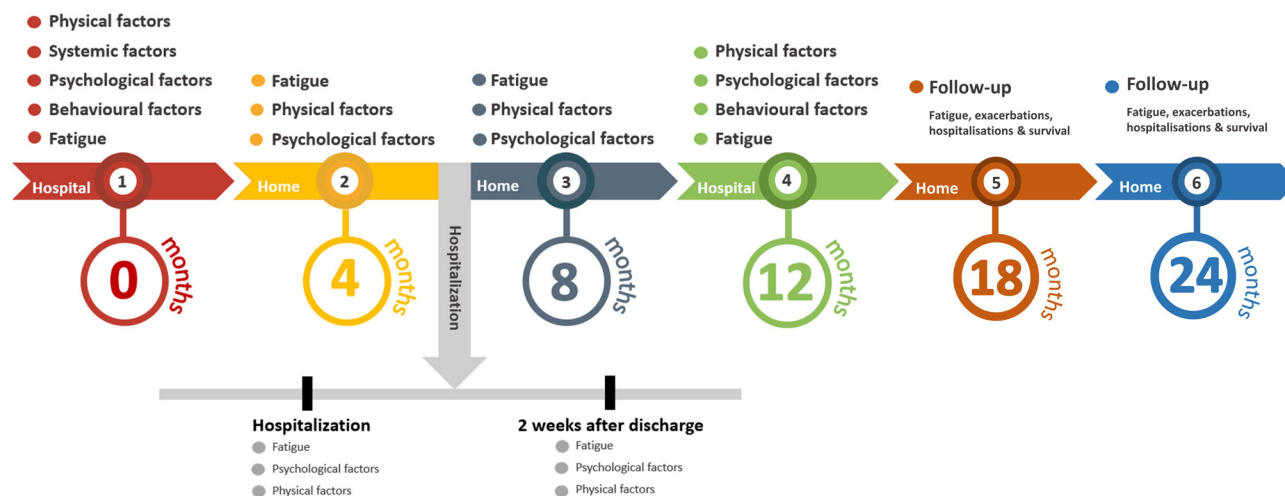 Physical factors
Systemic factors
Psychological factors
Behavioural factors
Fatigue
Hospital
1
0
months
Fatigue
Physical factors
Psychological factors
Home
2
4
months
Hospitalization
Fatigue
Physical factors
Psychological factors
Home
3
8
months
Physical factors
Psychological factors
Behavioural factors
Fatigue
Hospital
4
12
months
Follow-up
Fatigue, exacerbations,
hospitalisations & survival
Home
5
18
months
Follow-up
Fatigue, exacerbations,
hospitalisations & survival
Home
6
24
months
Hospitalization
Fatigue
Psychological factors
Physical factors
2 weeks after discharge
Fatigue
Psychological factors
Physical factors